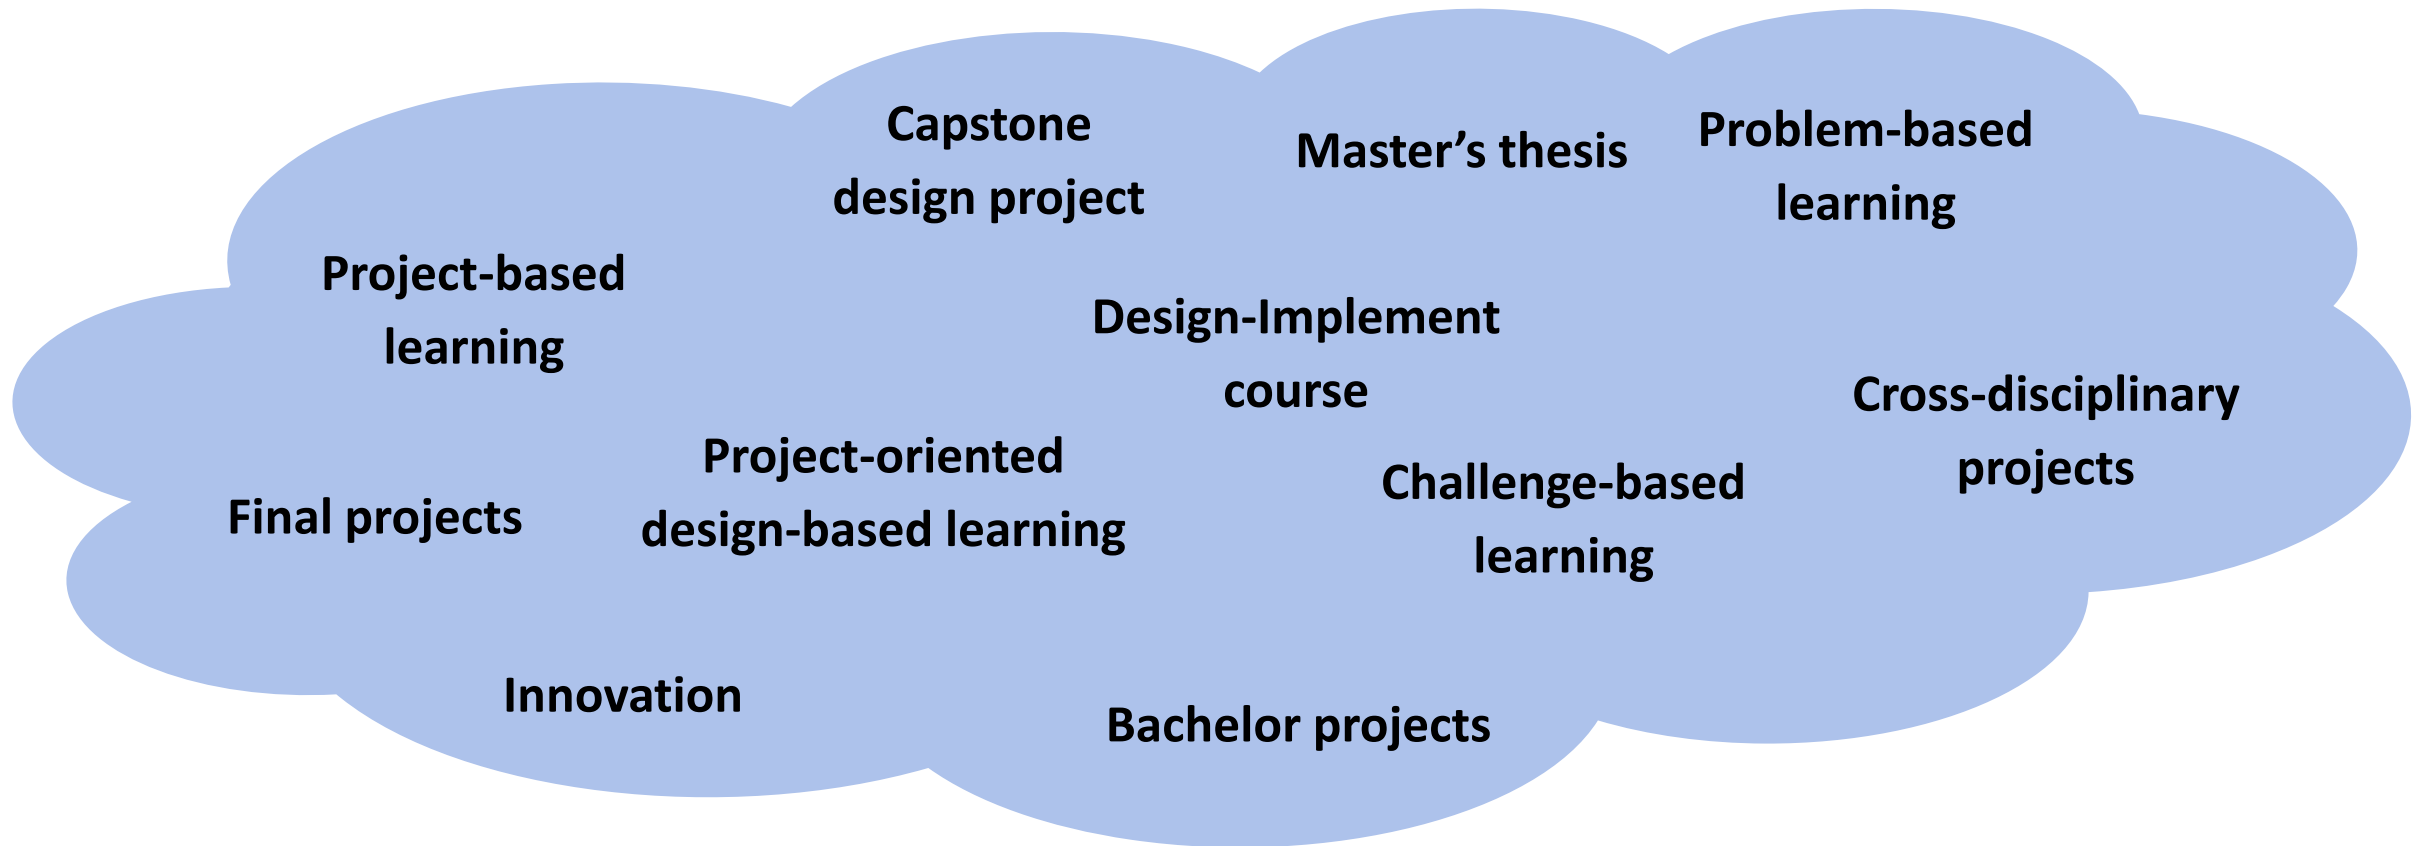 Capstone
design project
Master’s thesis
Problem-based
learning
Project-based
learning
Design-Implement
course
Cross-disciplinary
projects
Project-oriented
design-based learning
Challenge-based
learning
Final projects
Innovation
Bachelor projects